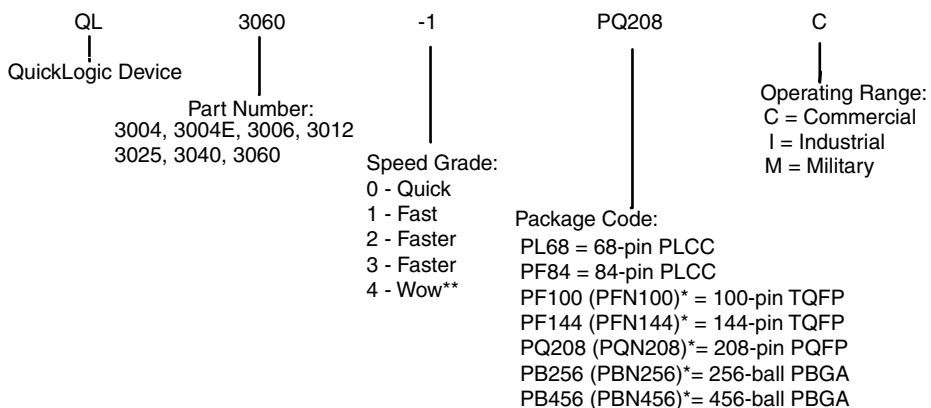 QL 3060 -1 PQ208 C
QuickLogic Device
Part Number:
3004, 3004E, 3006, 3012
3025, 3040, 3060
Speed Grade:
0 - Quick
1 - Fast
2 - Faster
3 - Faster
4 - Wow**
Package Code:
PL68 = 68-pin PLCC
PF84 = 84-pin PLCC
PF100 (PFN100)* = 100-pin TQFP
PF144 (PFN144)* = 144-pin TQFP
PQ208 (PQN208)*= 208-pin PQFP
PB256 (PBN256)*= 256-ball PBGA
PB456 (PBN456)*= 456-ball PBGA
Operating Range:
C = Commercial
I = Industrial
M = Military